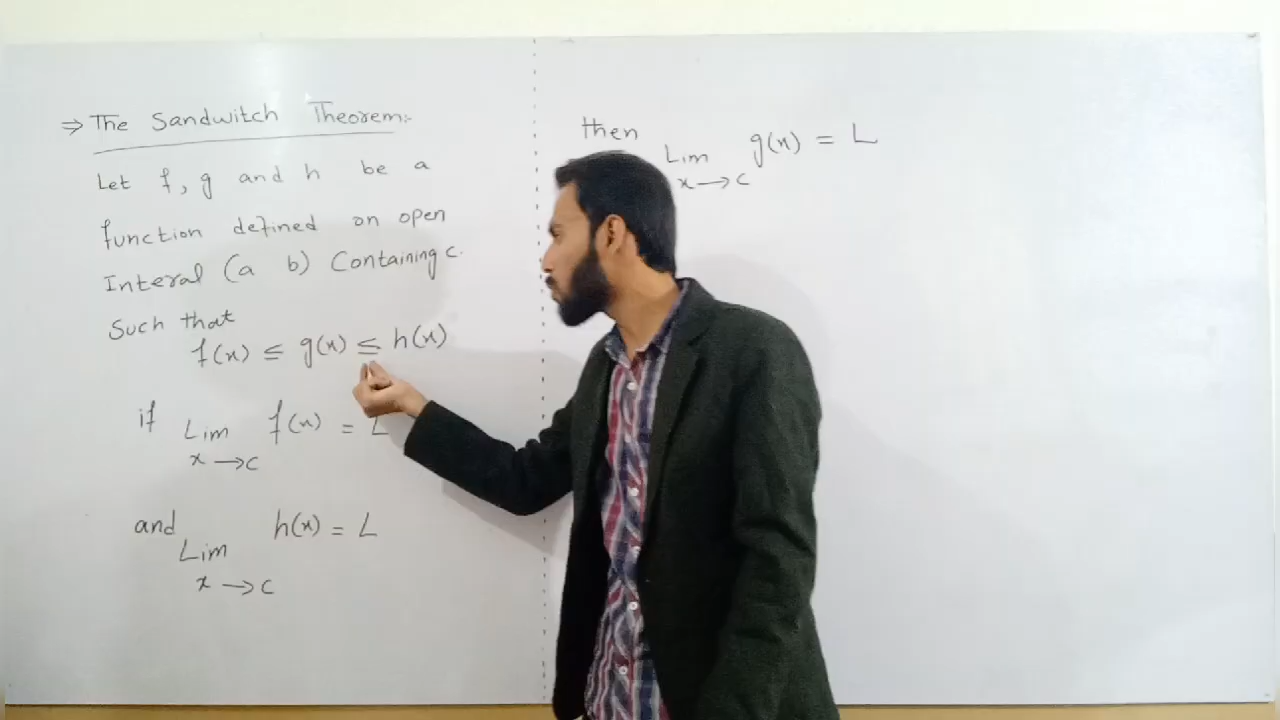 ⇒ The Sandwitch Theorem:-
Let f, g and h be a
function defined on open
Interal (a b) Containing c.
Such that
f(x) ≤ g(x) ≤ h(x)
if Lim f(x) = L
x → c
and Lim h(x) = L
x → c
then Lim g(x) = L
x → c